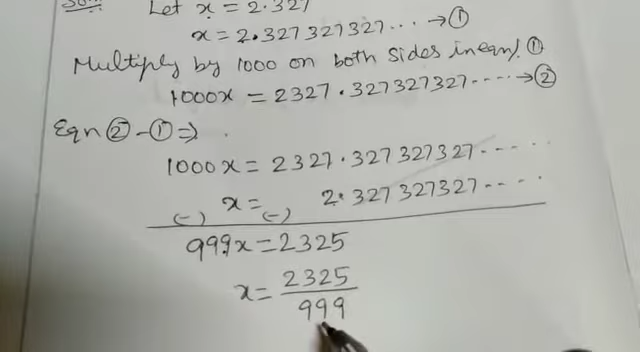 Soln:
Let x = 2.327
x = 2.327327327... → ①
Multiply by 1000 on both sides in eqn/. ①
1000x = 2327.327327327..... → ②
Eqn ② - ① ⇒
1000x = 2327.327327327.....
(-) x = (-) 2.327327327.....
999x = 2325
x = 2325
999